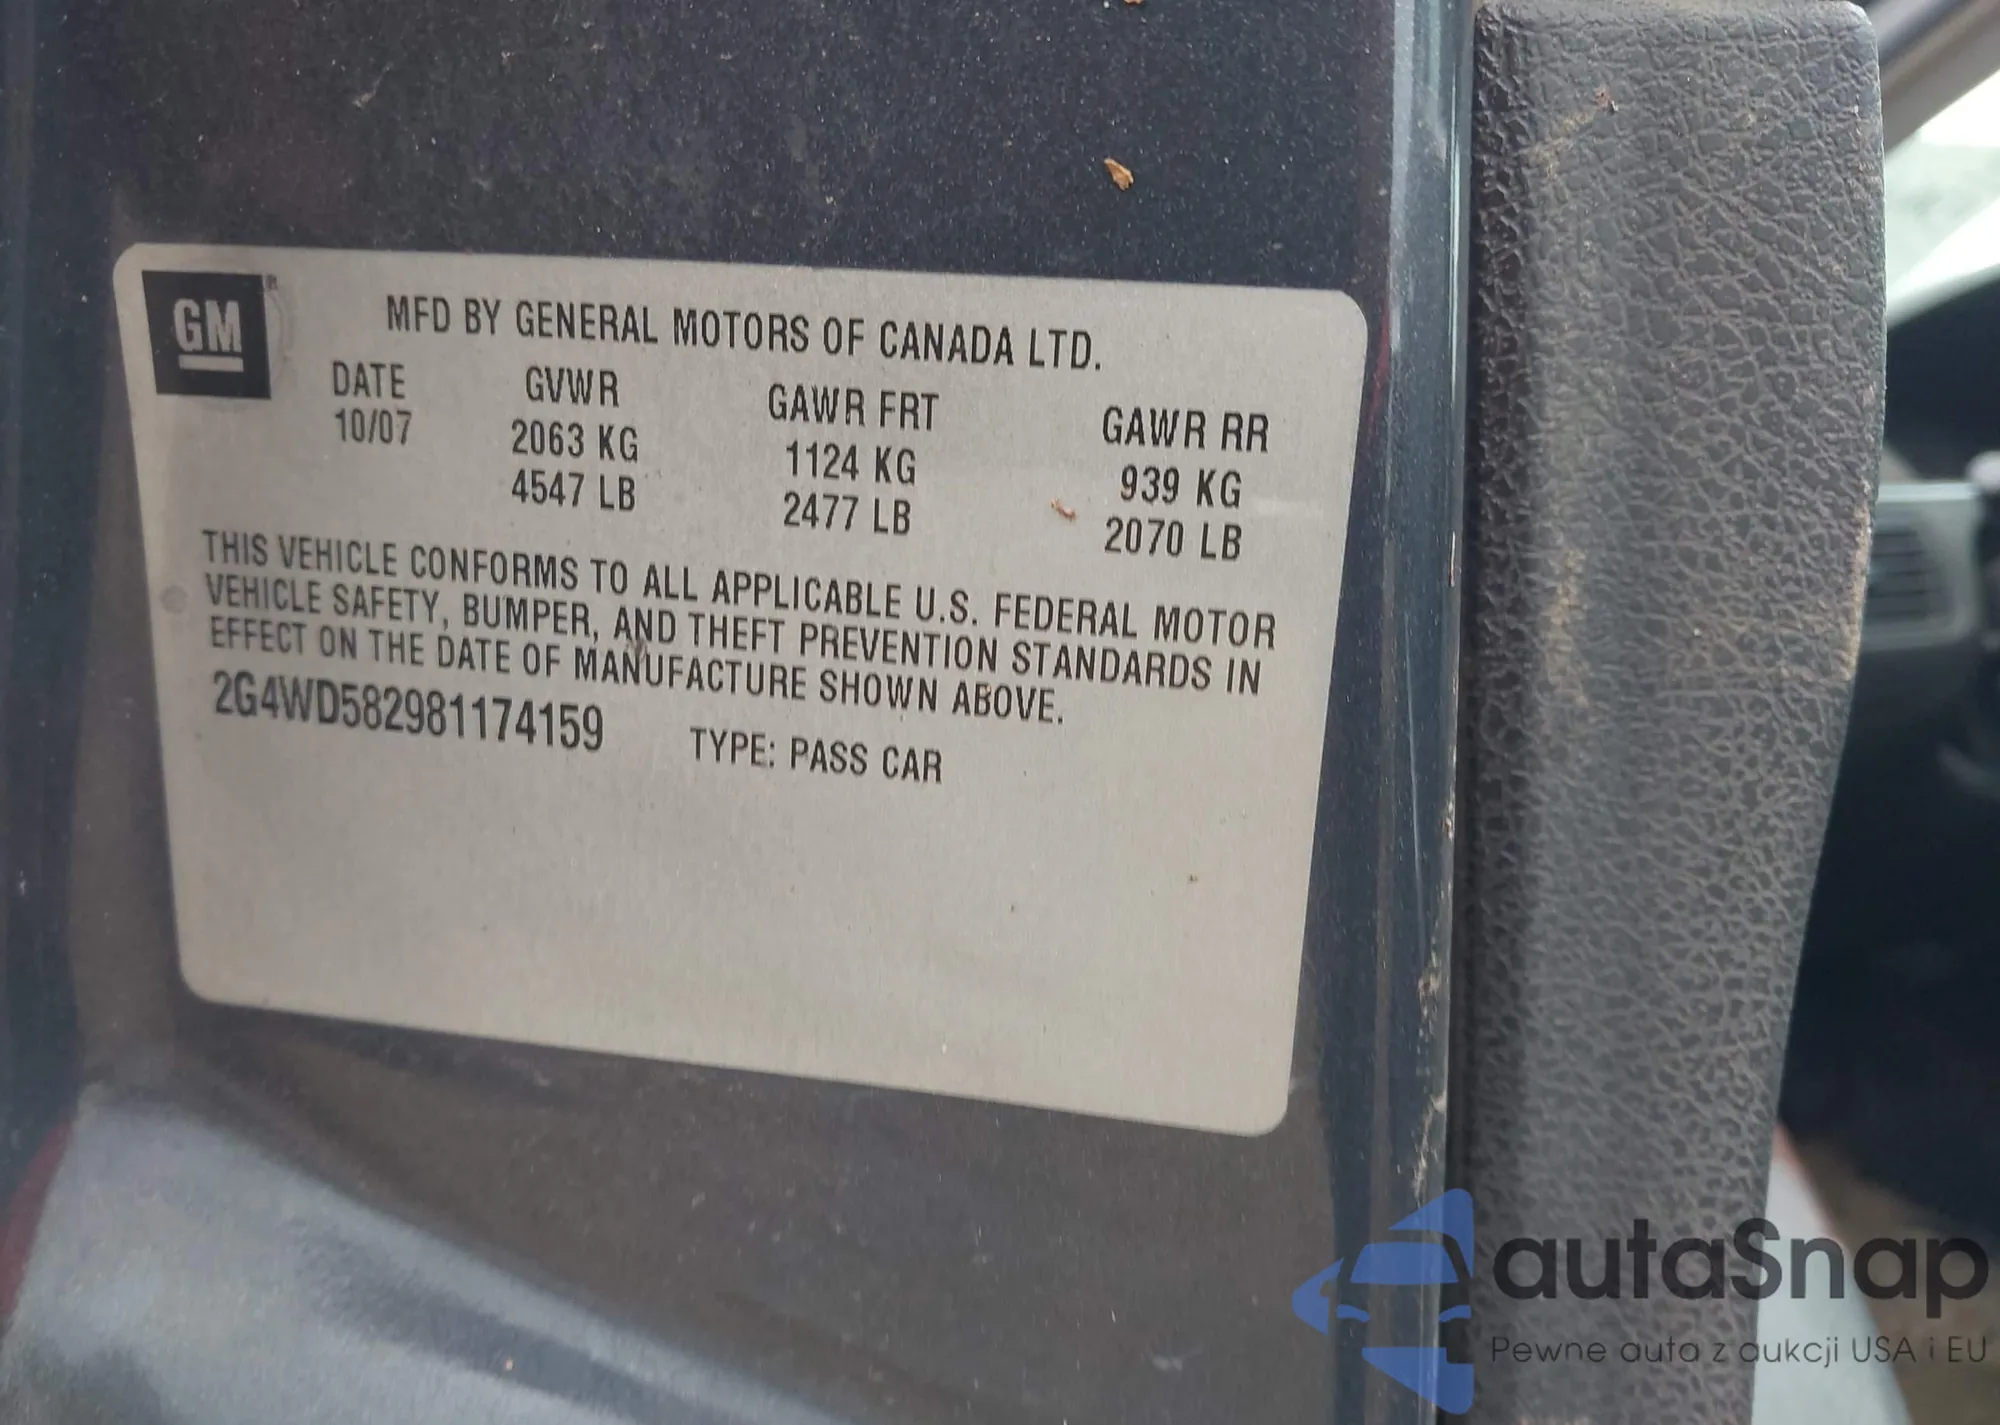 GM
MFD BY GENERAL MOTORS OF CANADA LTD.
DATE GVWR GAWR FRT GAWR RR
10/07 2063 KG 1124 KG 939 KG
4547 LB 2477 LB 2070 LB
THIS VEHICLE CONFORMS TO ALL APPLICABLE U.S. FEDERAL MOTOR
VEHICLE SAFETY, BUMPER, AND THEFT PREVENTION STANDARDS IN
EFFECT ON THE DATE OF MANUFACTURE SHOWN ABOVE.
2G4WD582981174159 TYPE: PASS CAR
autaSnap
Pewne auta z aukcji USA i EU